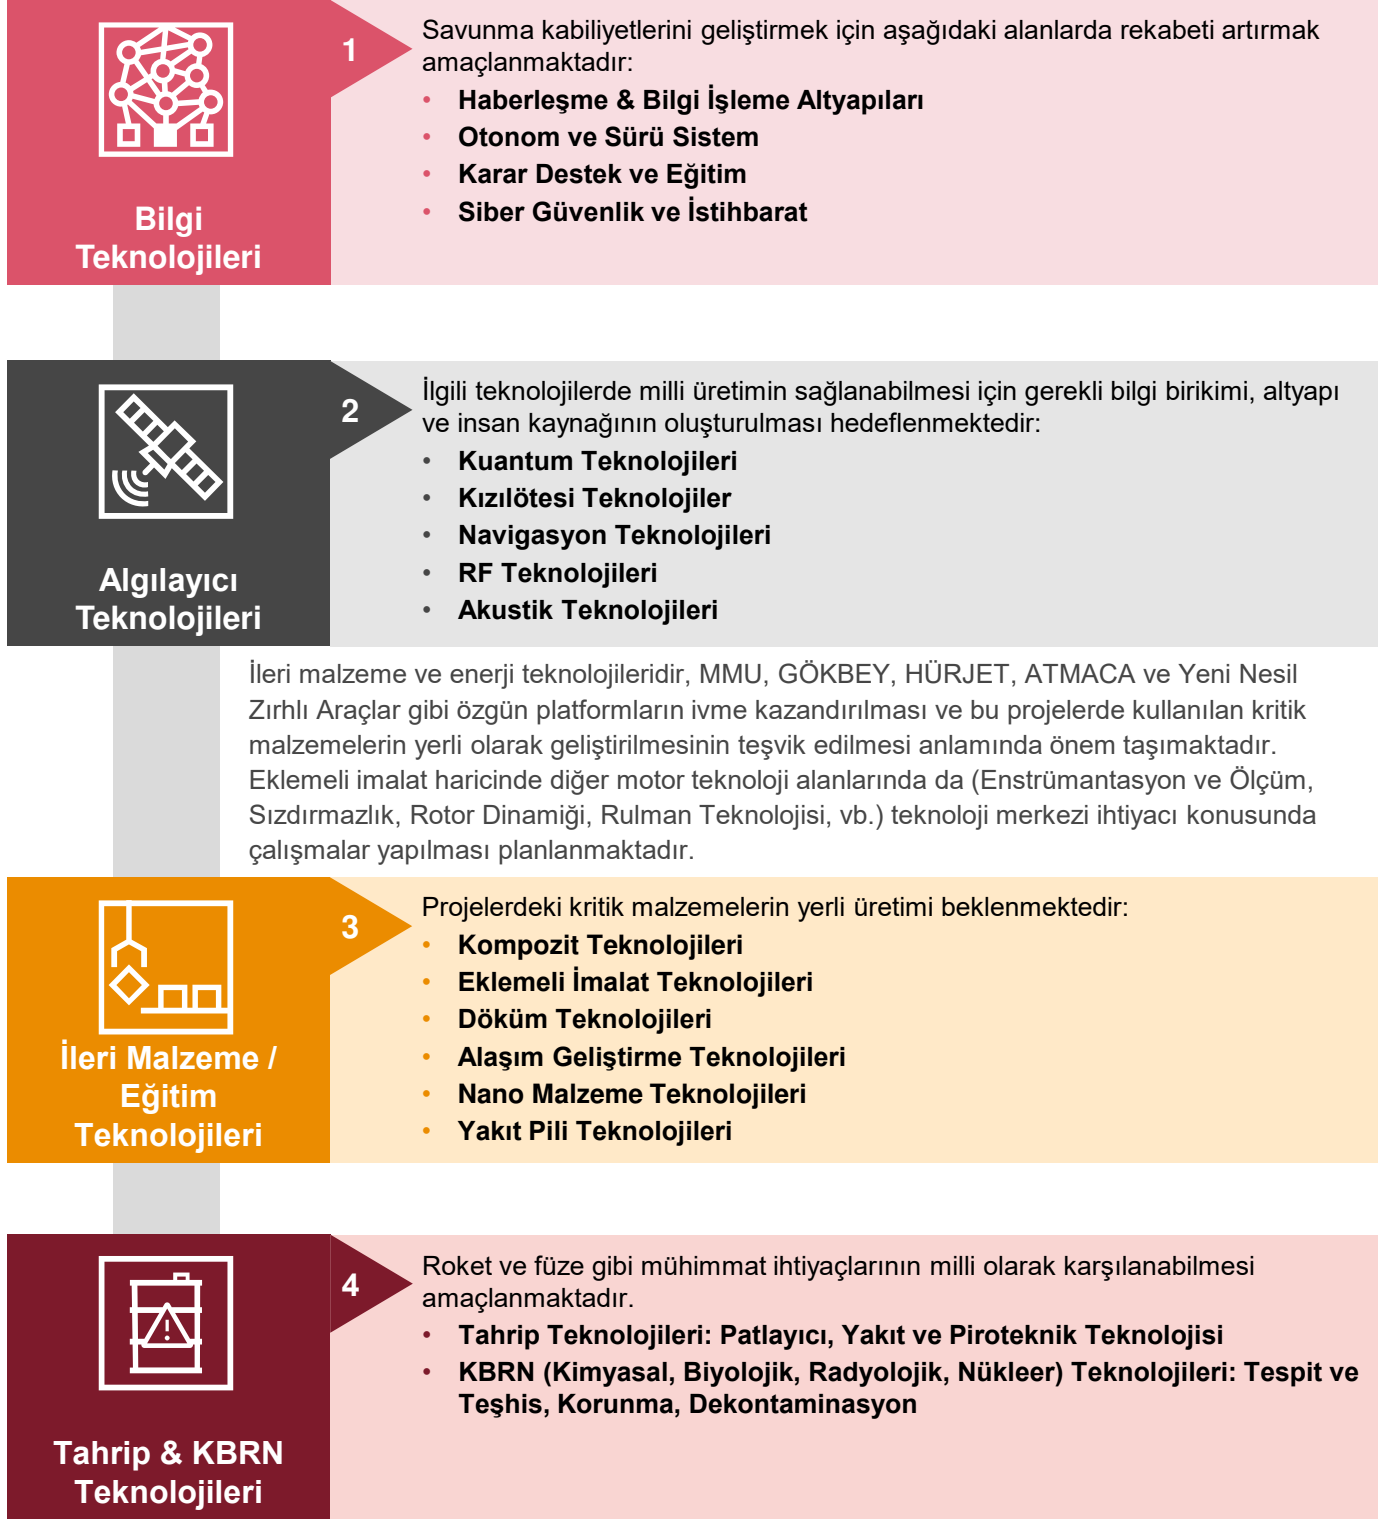 1
Savunma kabiliyetlerini geliştirmek için aşağıdaki alanlarda rekabeti artırmak
amaçlanmaktadır:
• Haberleşme & Bilgi İşleme Altyapıları
• Otonom ve Sürü Sistem
• Karar Destek ve Eğitim
• Siber Güvenlik ve İstihbarat
Bilgi
Teknolojileri
2
İlgili teknolojilerde milli üretimin sağlanabilmesi için gerekli bilgi birikimi, altyapı
ve insan kaynağının oluşturulması hedeflenmektedir:
• Kuantum Teknolojileri
• Kızılötesi Teknolojiler
• Navigasyon Teknolojileri
• RF Teknolojileri
• Akustik Teknolojileri
Algılayıcı
Teknolojileri
İleri malzeme ve enerji teknolojileridir, MMU, GÖKBEY, HÜRJET, ATMACA ve Yeni Nesil
Zırhlı Araçlar gibi özgün platformların ivme kazandırılması ve bu projelerde kullanılan kritik
malzemelerin yerli olarak geliştirilmesinin teşvik edilmesi anlamında önem taşımaktadır.
Eklemeli imalat haricinde diğer motor teknoloji alanlarında da (Enstrümantasyon ve Ölçüm,
Sızdırmazlık, Rotor Dinamiği, Rulman Teknolojisi, vb.) teknoloji merkezi ihtiyacı konusunda
çalışmalar yapılması planlanmaktadır.
3
Projelerdeki kritik malzemelerin yerli üretimi beklenmektedir:
• Kompozit Teknolojileri
• Eklemeli İmalat Teknolojileri
• Döküm Teknolojileri
• Alaşım Geliştirme Teknolojileri
• Nano Malzeme Teknolojileri
• Yakıt Pili Teknolojileri
İleri Malzeme /
Eğitim
Teknolojileri
4
Roket ve füze gibi mühimmat ihtiyaçlarının milli olarak karşılanabilmesi
amaçlanmaktadır.
• Tahrip Teknolojileri: Patlayıcı, Yakıt ve Piroteknik Teknolojisi
• KBRN (Kimyasal, Biyolojik, Radyolojik, Nükleer) Teknolojileri: Tespit ve
Teşhis, Korunma, Dekontaminasyon
Tahrip & KBRN
Teknolojileri